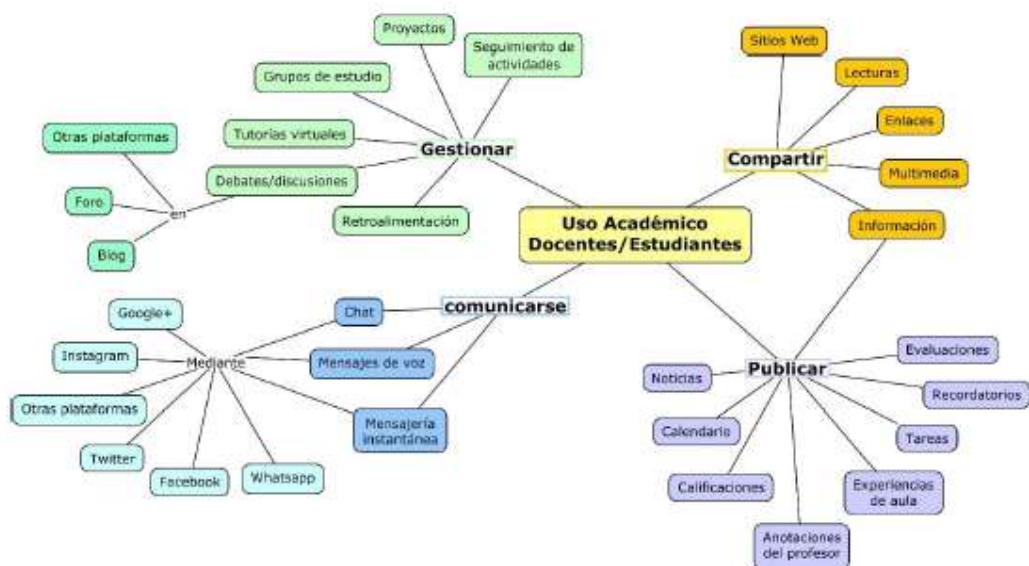 Proyectos
Seguimiento de
actividades
Grupos de estudio
Tutorías virtuales
Gestionar
Debates/discusiones
Retroalimentación
Otras plataformas
Foro
en
Blog
Sitios Web
Lecturas
Enlaces
Compartir
Multimedia
Información
Uso Académico
Docentes/Estudiantes
comunicarse
Chat
Mensajes de voz
Mensajería
instantánea
Google+
Instagram
Mediante
Otras plataformas
Twitter
Facebook
Whatsapp
Publicar
Evaluaciones
Noticias
Recordatorios
Calendario
Tareas
Calificaciones
Experiencias
de aula
Anotaciones
del profesor